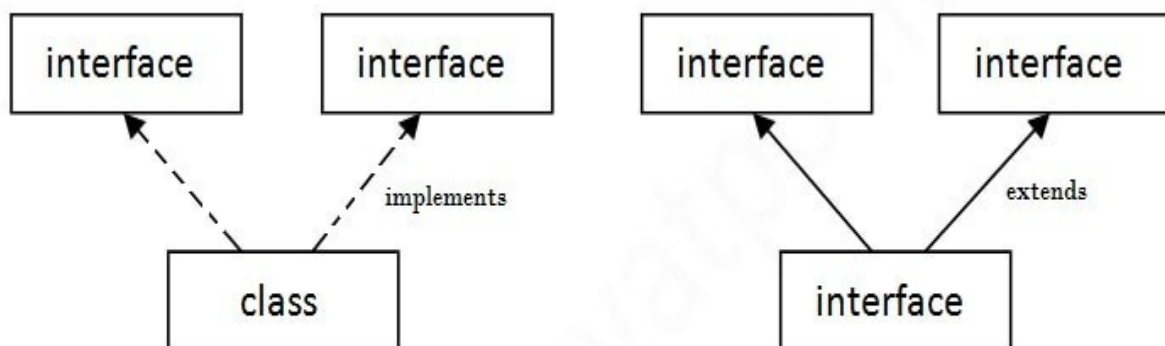 interface interface interface interface
implements extends
class interface